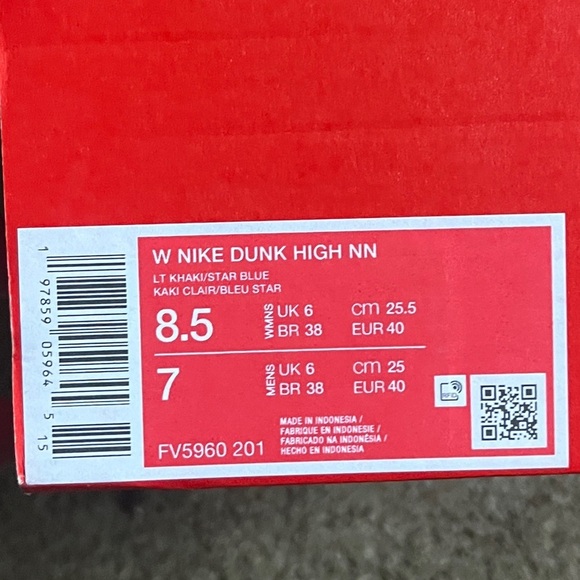 W NIKE DUNK HIGH NN
LT KHAKI/STAR BLUE
KAKI CLAIR/BLEU STAR
8.5 WMNS UK 6 cm 25.5
BR 38 EUR 40
7 MENS UK 6 cm 25
BR 38 EUR 40
FV5960 201
MADE IN INDONESIA /
FABRIQUE EN INDONESIE /
FABRICADO NA INDONÉSIA /
HECHO EN INDONESIA
RFID
1 97859 05964 5 15